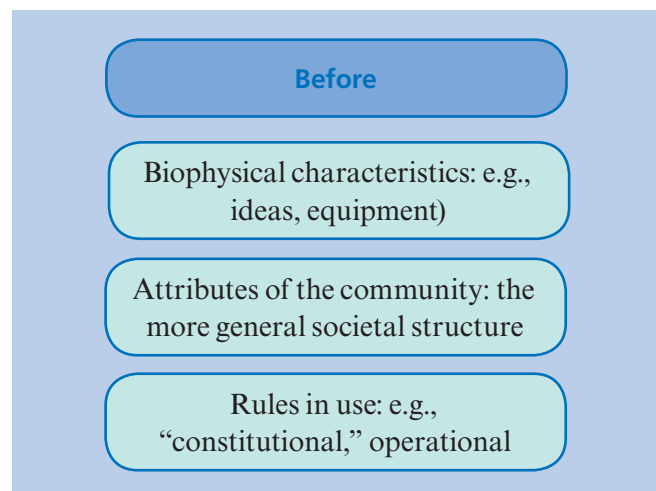 Before
Biophysical characteristics: e.g.,
ideas, equipment)
Attributes of the community: the
more general societal structure
Rules in use: e.g.,
“constitutional,” operational